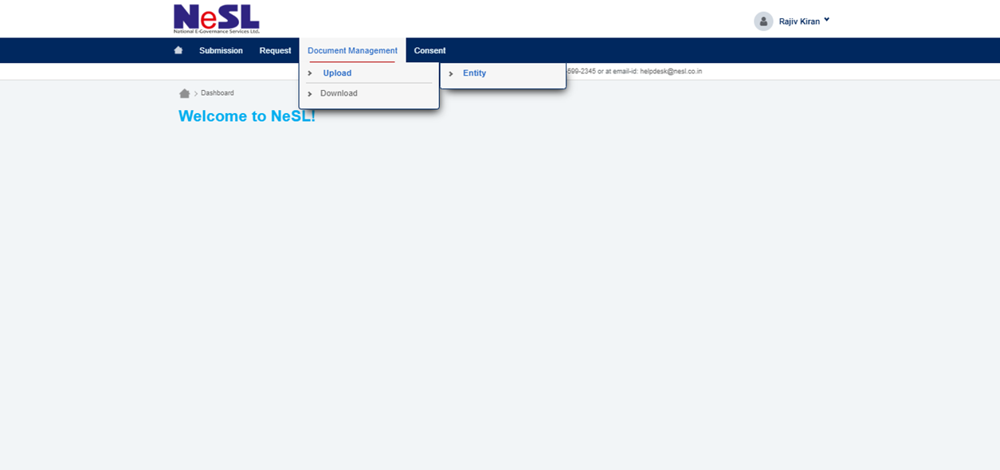 NeSL
National E-Governance Services Ltd.
Rajiv Kiran
Submission Request Document Management Consent
Upload Entity
-599-2345 or at email-id: helpdesk@nesl.co.in
Download
Dashboard
Welcome to NeSL!